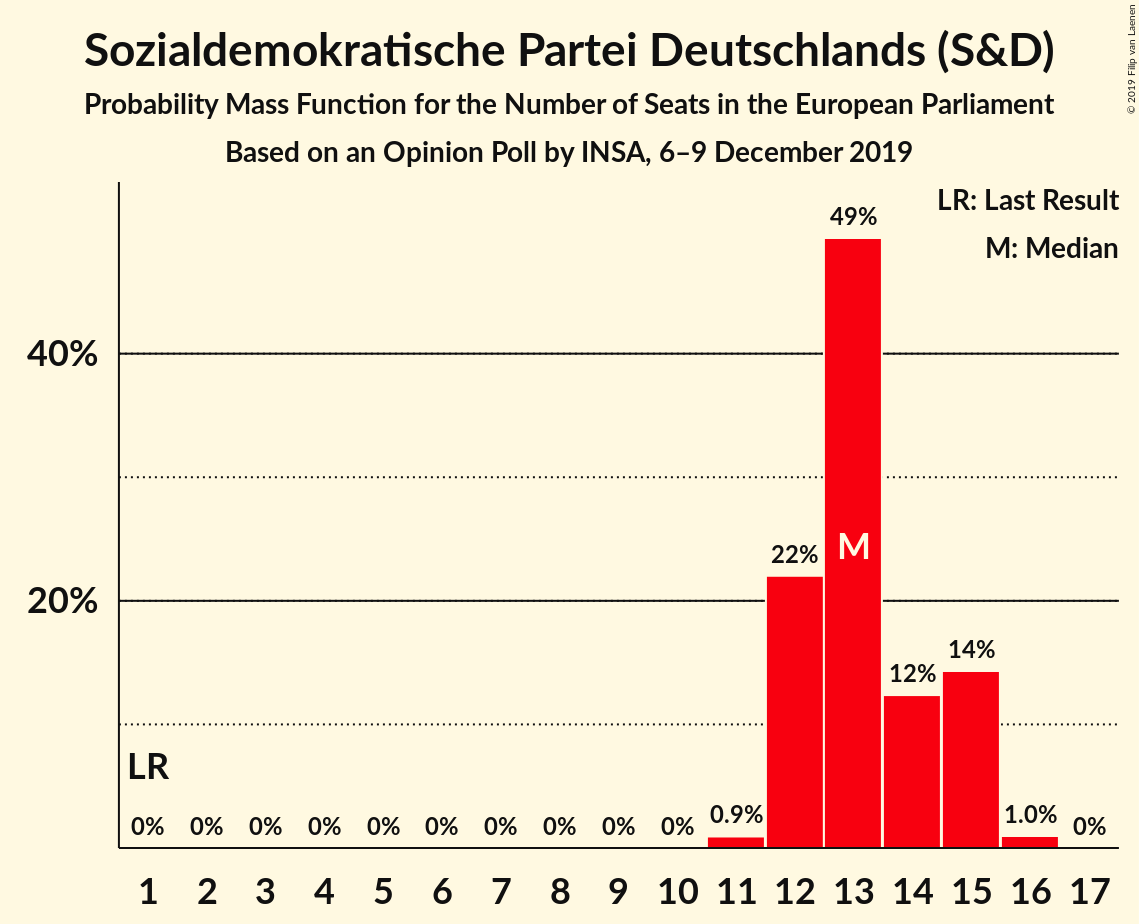 Sozialdemokratische Partei Deutschlands (S&D)
Probability Mass Function for the Number of Seats in the European Parliament
Based on an Opinion Poll by INSA, 6–9 December 2019
© 2019 Filip van Laenen
LR: Last Result
M: Median
49%
40%
22%
M
20%
14%
12%
LR
0% 0% 0% 0% 0% 0% 0% 0% 0% 0% 0.9% 1.0% 0%
1 2 3 4 5 6 7 8 9 10 11 12 13 14 15 16 17